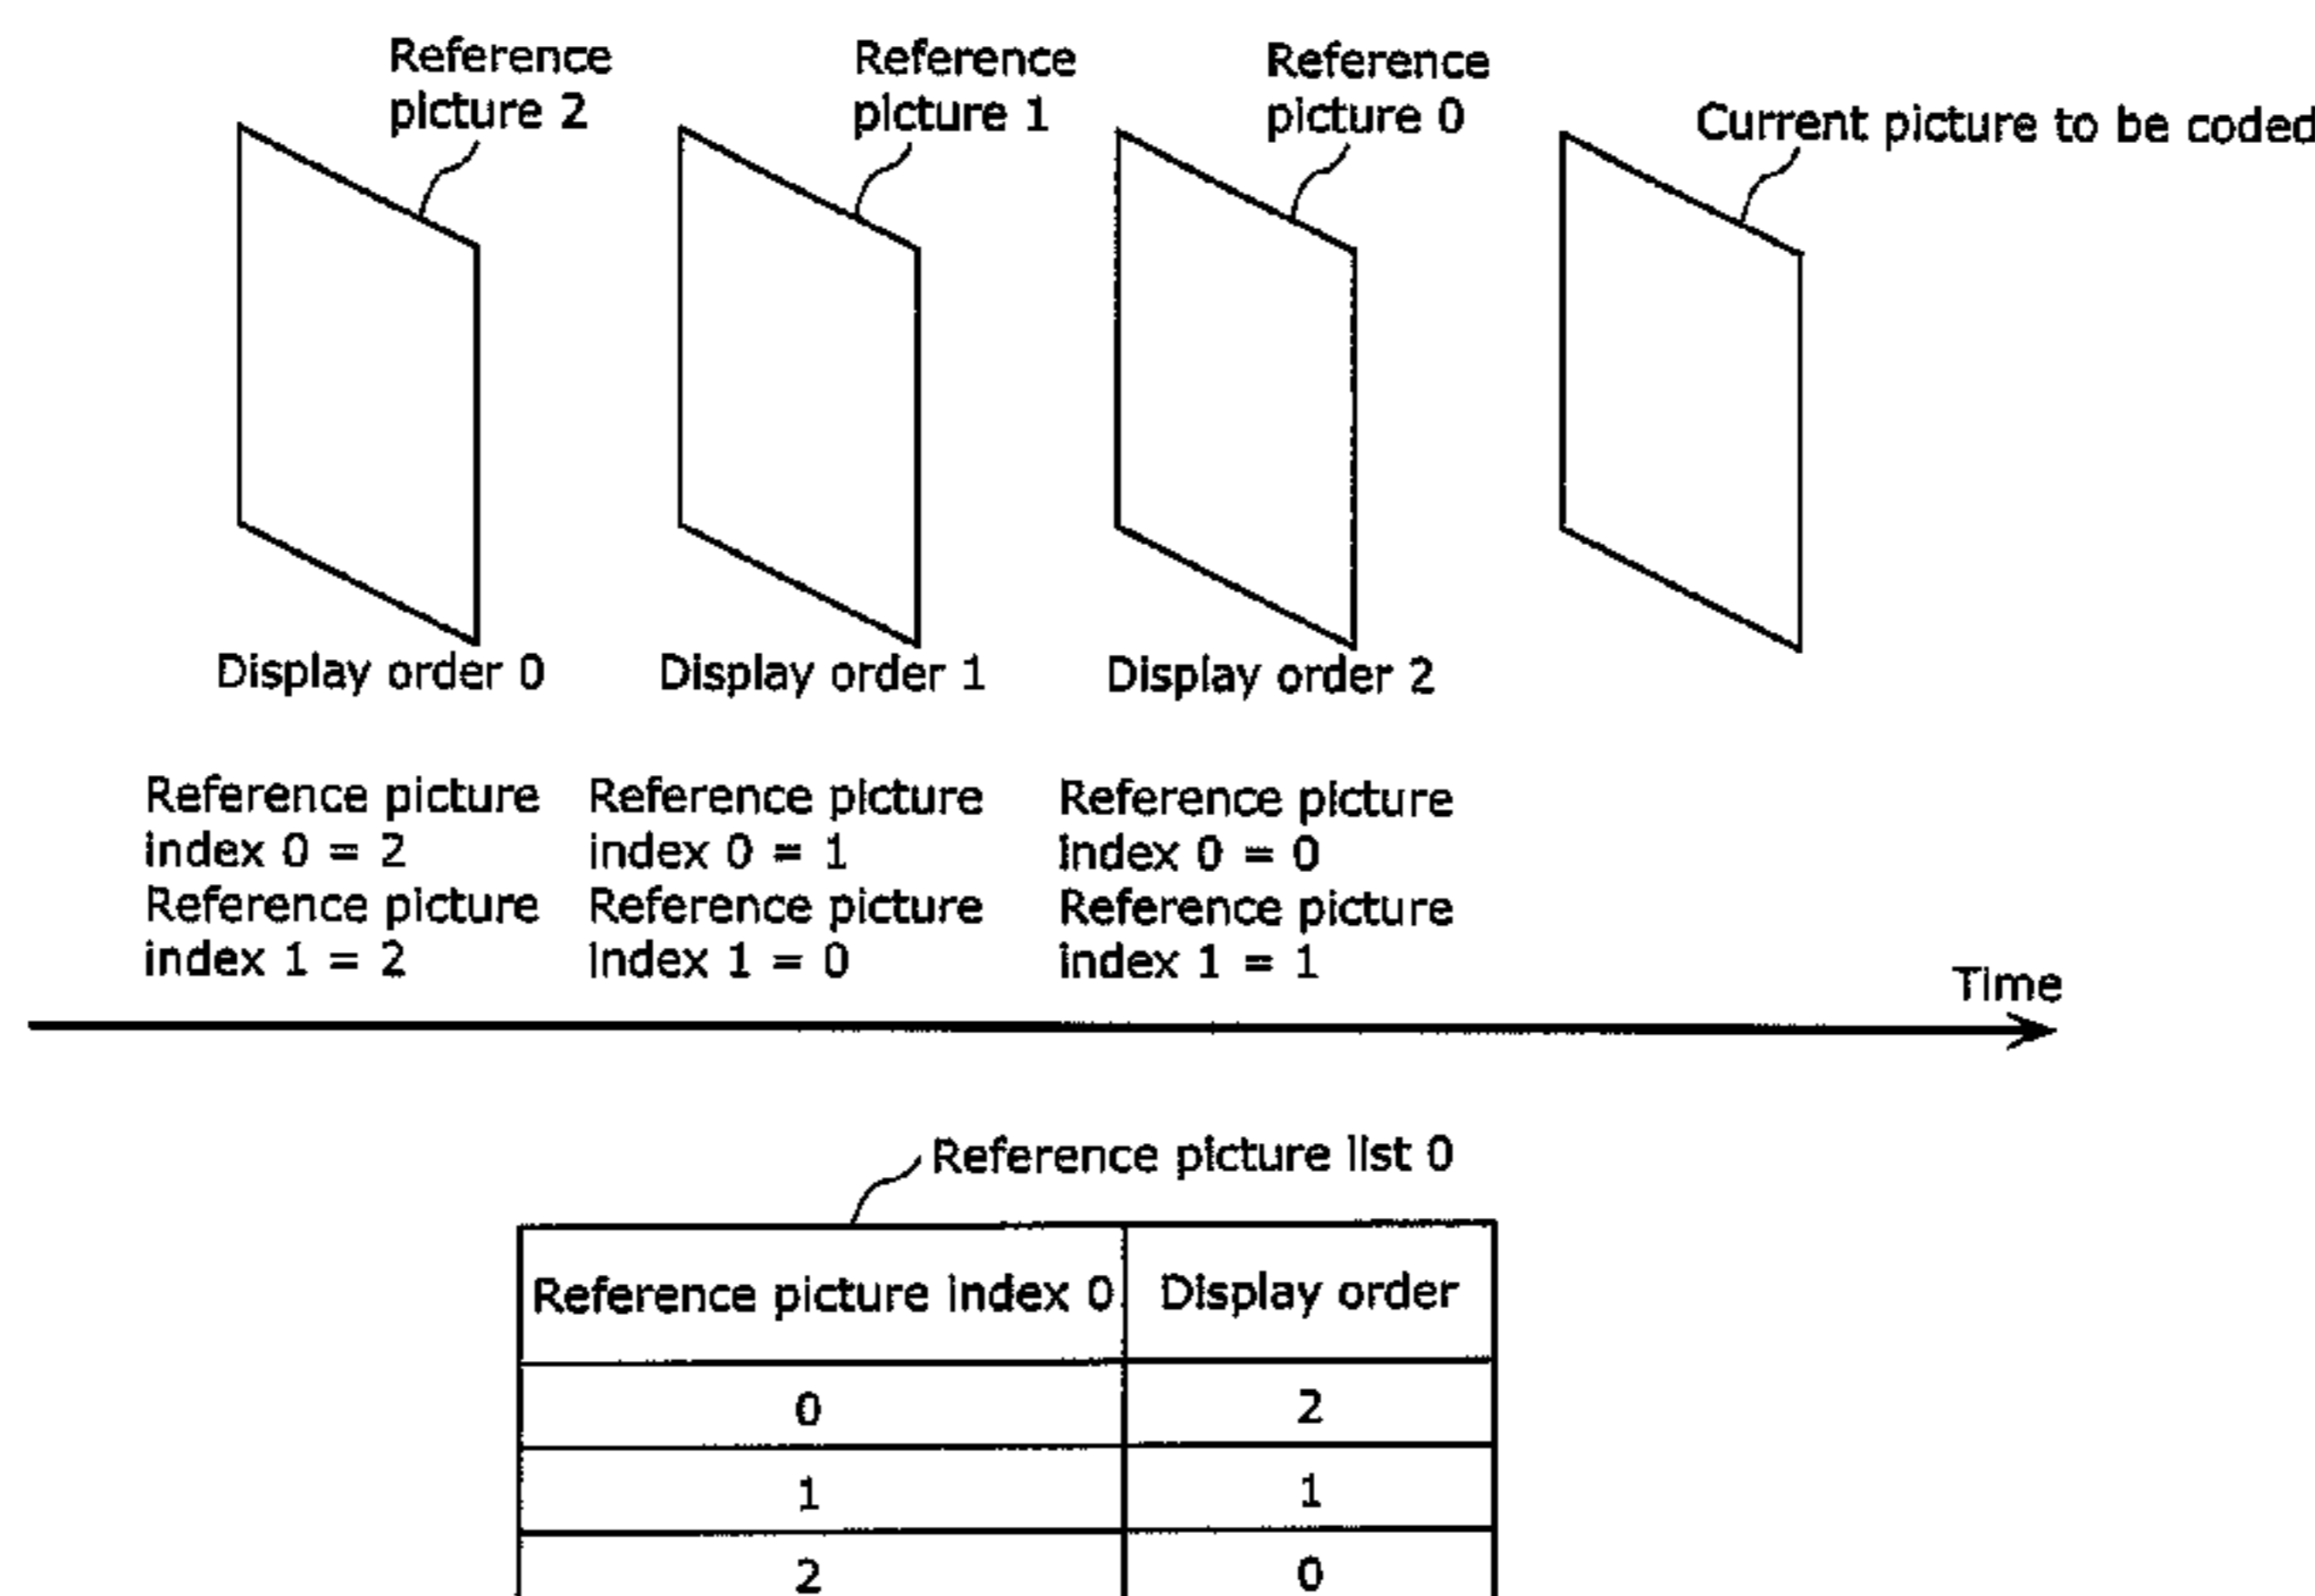 Reference
picture 2
Reference
picture 1
Reference
picture 0
Current picture to be coded
Display order 0
Display order 1
Display order 2
Reference picture
index 0 = 2
Reference picture
index 1 = 2
Reference picture
index 0 = 1
Reference picture
index 1 = 0
Reference picture
index 0 = 0
Reference picture
index 1 = 1
Time
Reference picture list 0
Reference picture index 0 Display order
0 2
1 1
2 0